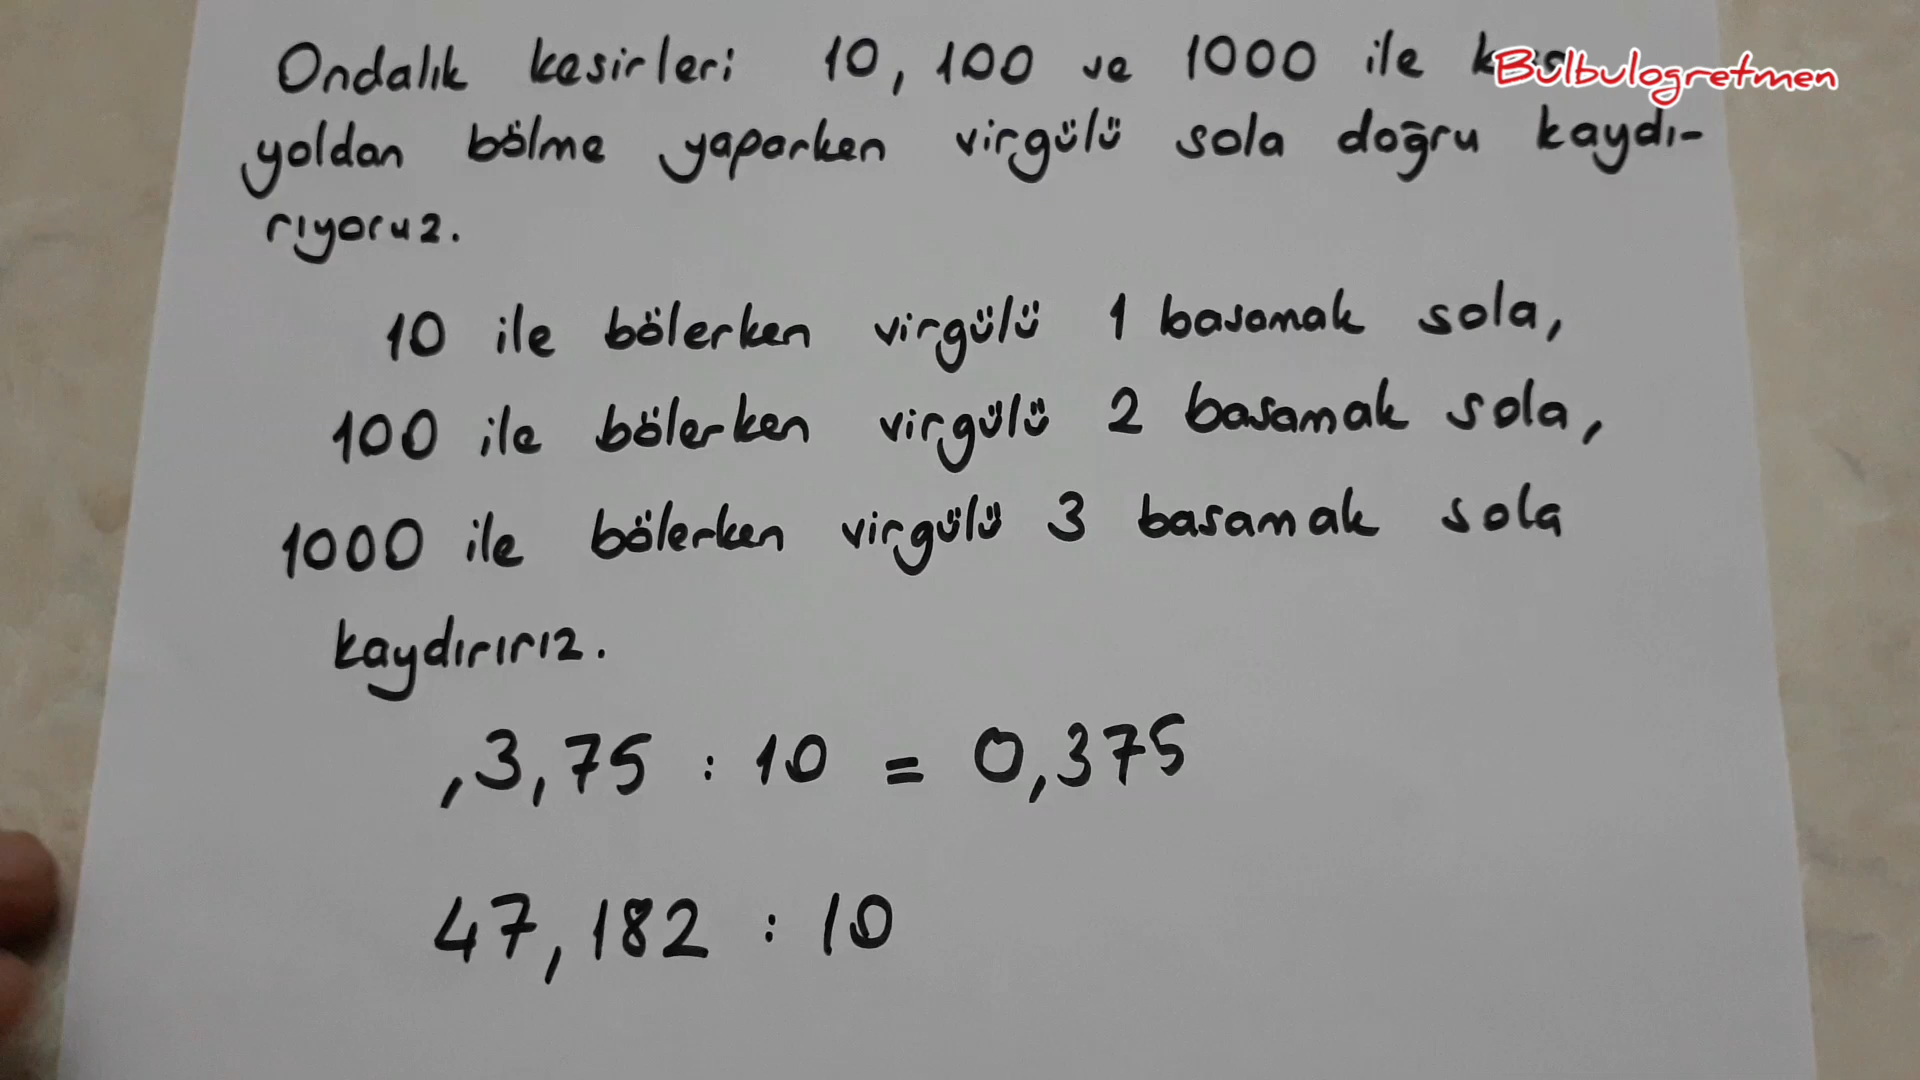 Ondalık kesirleri 10, 100 ve 1000 ile
Bulbulogretmen
yoldan bölme yaparken virgülü sola doğru kaydı-
rıyoruz.
10 ile bölerken virgülü 1 basamak sola,
100 ile bölerken virgülü 2 basamak sola,
1000 ile bölerken virgülü 3 basamak sola
kaydırırız.
,3,75 : 10 = 0,375
47,182 : 10